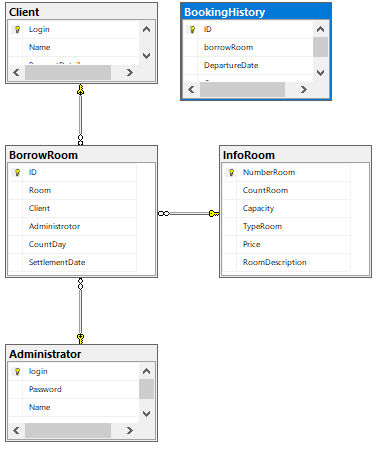 Client
Login
Name
BookingHistory
ID
borrowRoom
DepartureDate
BorrowRoom
ID
Room
Client
Administrotor
CountDay
SettlementDate
InfoRoom
NumberRoom
CountRoom
Capacity
TypeRoom
Price
RoomDescription
Administrator
login
Password
Name